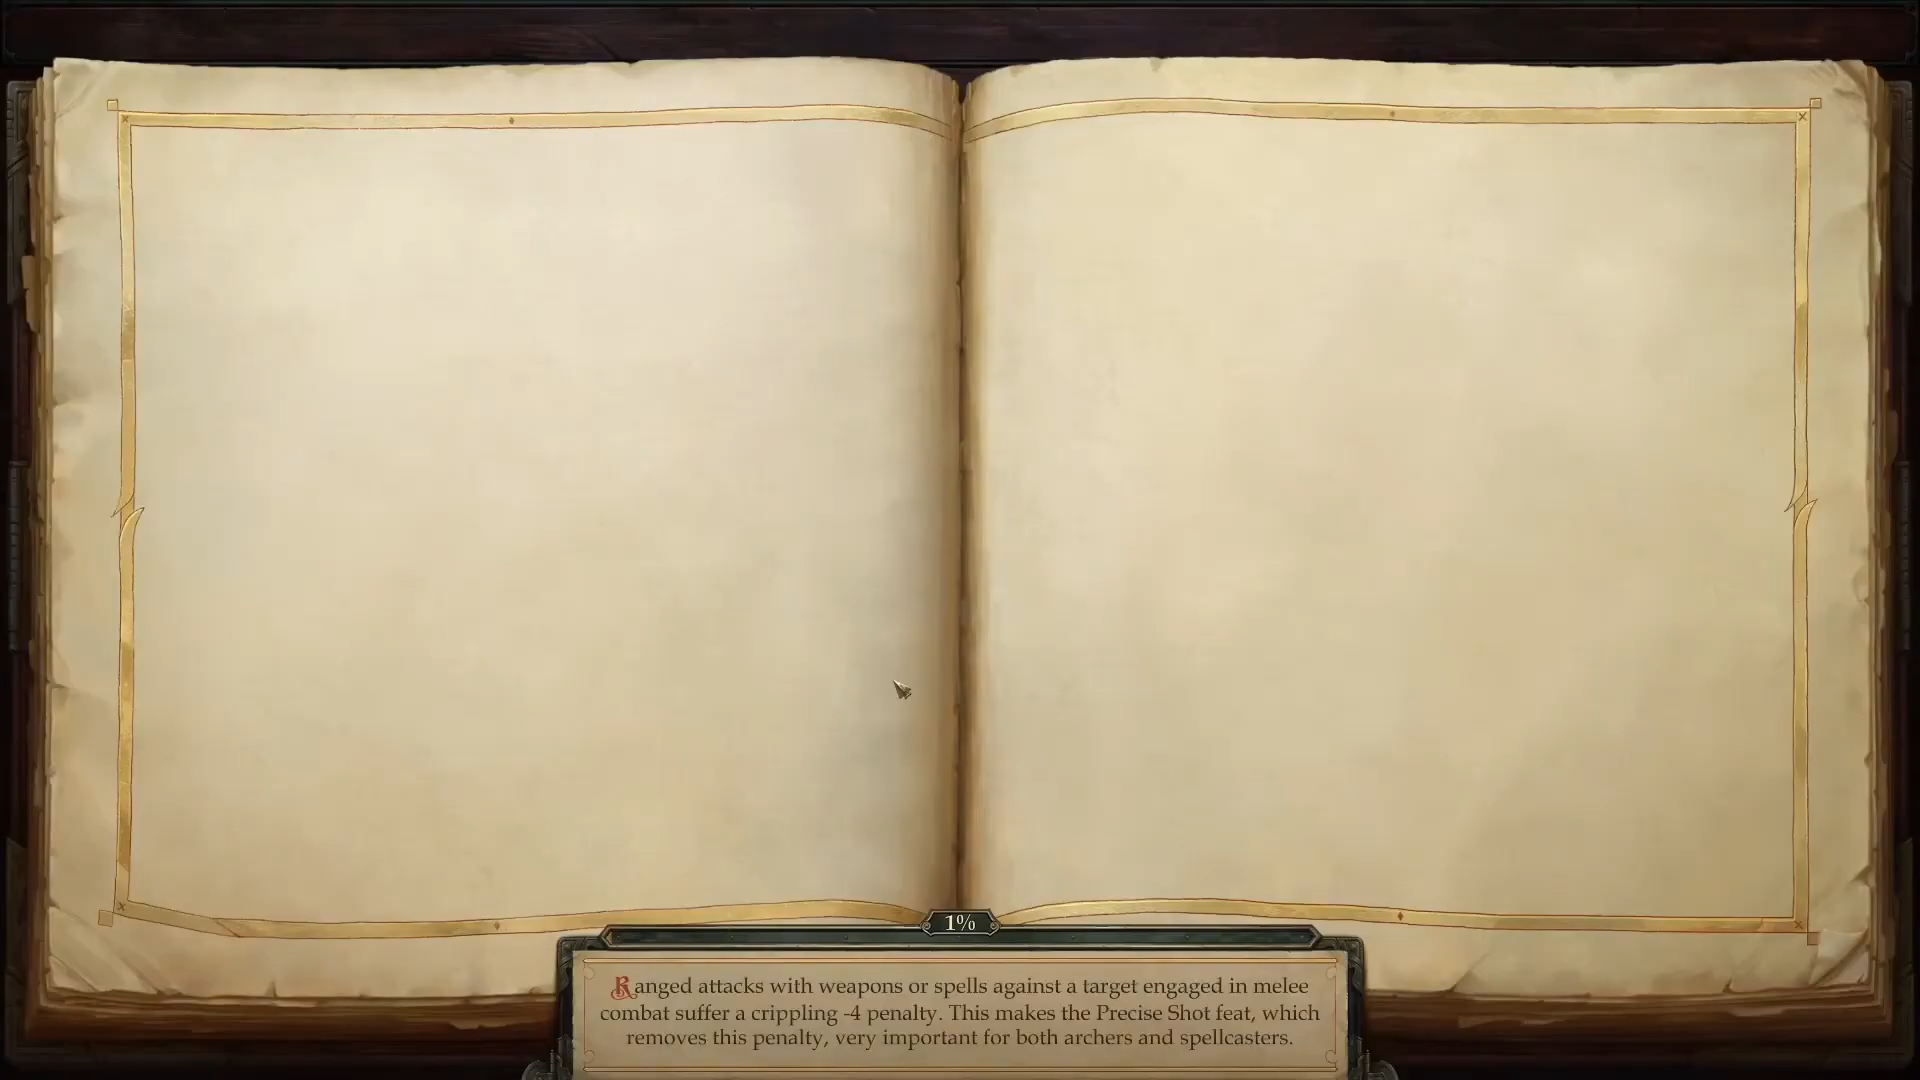 1%
Ranged attacks with weapons or spells against a target engaged in melee
combat suffer a crippling -4 penalty. This makes the Precise Shot feat, which
removes this penalty, very important for both archers and spellcasters.